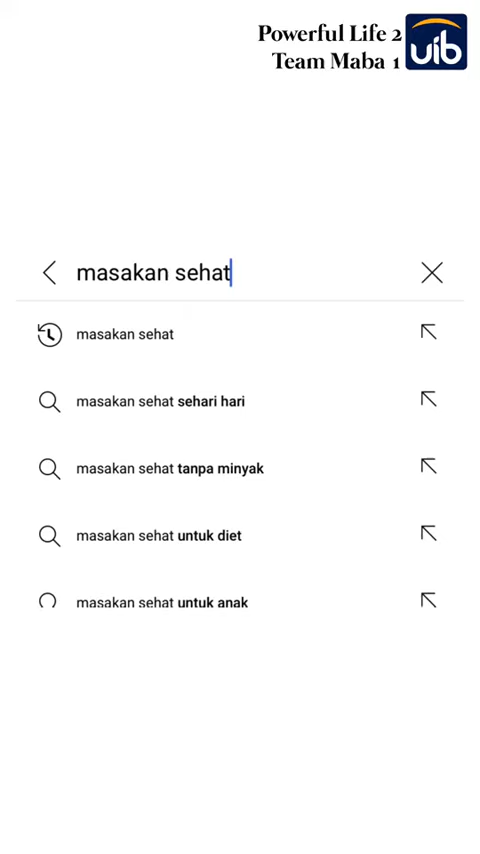 Powerful Life 2
Team Maba 1
uib
masakan sehat
masakan sehat
masakan sehat sehari hari
masakan sehat tanpa minyak
masakan sehat untuk diet
masakan sehat untuk anak